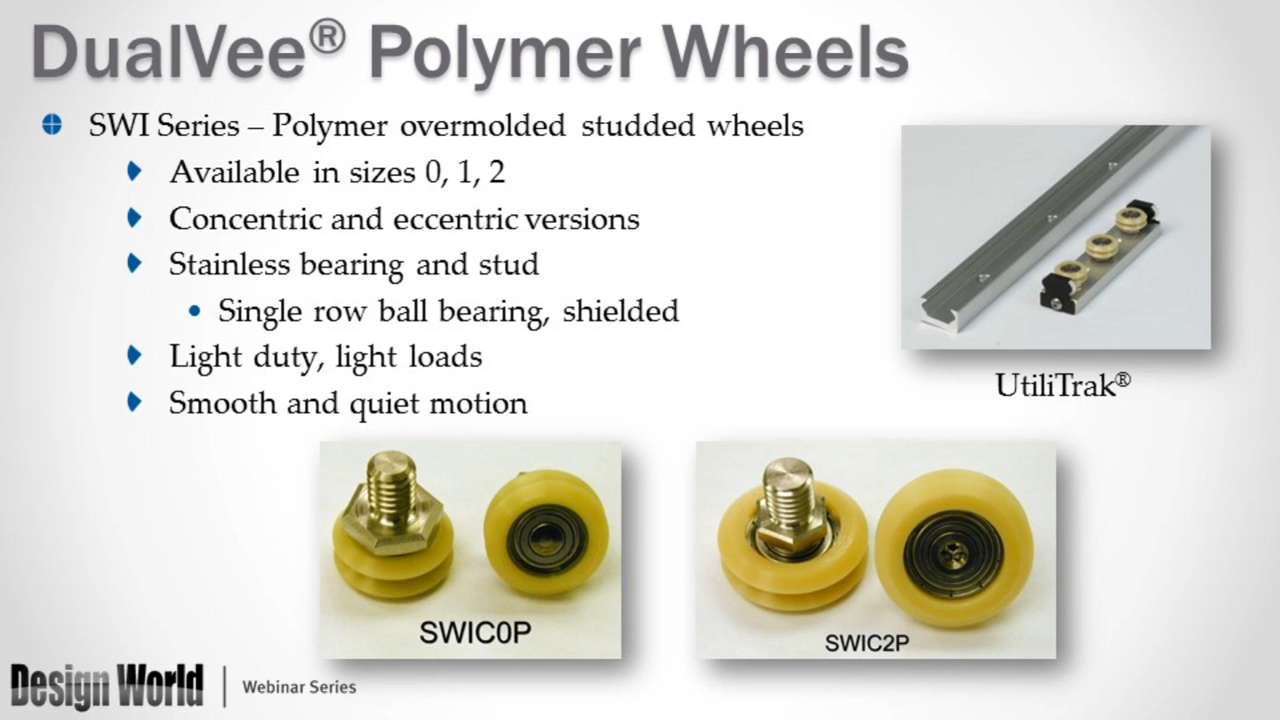 DualVee® Polymer Wheels
SWI Series – Polymer overmolded studded wheels
Available in sizes 0, 1, 2
Concentric and eccentric versions
Stainless bearing and stud
Single row ball bearing, shielded
Light duty, light loads
Smooth and quiet motion
UtiliTrak®
SWIC0P
SWIC2P
Design World
Webinar Series